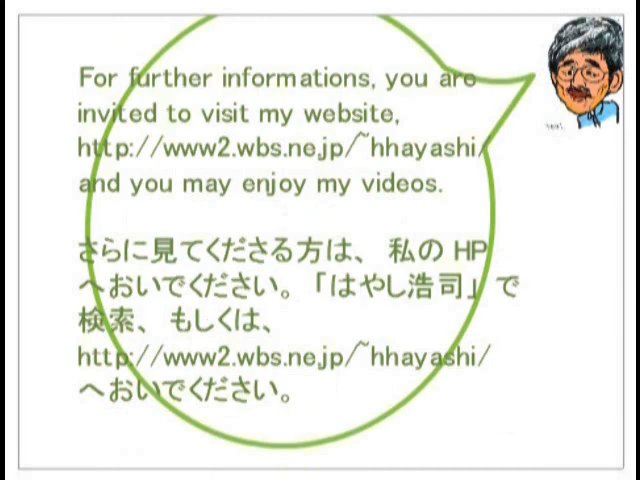 For further informations, you are
invited to visit my website,
http://www2.wbs.ne.jp/~hhayashi/
and you may enjoy my videos.
さらに見てくださる方は、 私の HP
へおいでください。「はやし浩司」で
検索、 もしくは、
http://www2.wbs.ne.jp/~hhayashi/
へおいでください。